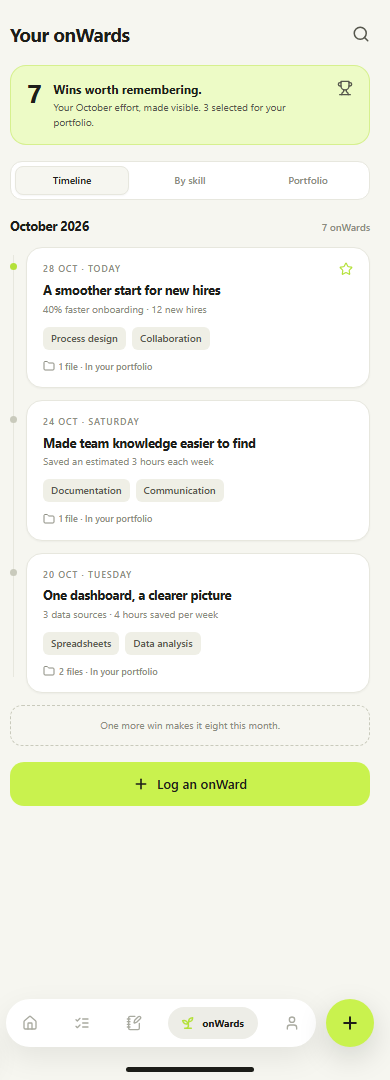 Your onWards
7
Wins worth remembering.
Your October effort, made visible. 3 selected for your
portfolio.
Timeline
By skill
Portfolio
October 2026
7 onWards
28 OCT · TODAY
A smoother start for new hires
40% faster onboarding · 12 new hires
Process design
Collaboration
1 file · In your portfolio
24 OCT · SATURDAY
Made team knowledge easier to find
Saved an estimated 3 hours each week
Documentation
Communication
1 file · In your portfolio
20 OCT · TUESDAY
One dashboard, a clearer picture
3 data sources · 4 hours saved per week
Spreadsheets
Data analysis
2 files · In your portfolio
One more win makes it eight this month.
Log an onWard
onWards